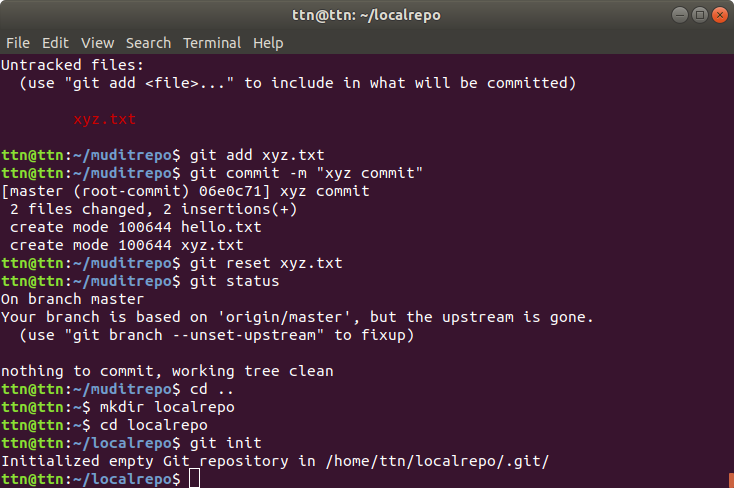 ttn@ttn: ~/localrepo
File Edit View Search Terminal Help
Untracked files:
  (use "git add <file>..." to include in what will be committed)
        xyz.txt
ttn@ttn:~/muditrepo$ git add xyz.txt
ttn@ttn:~/muditrepo$ git commit -m "xyz commit"
[master (root-commit) 06e0c71] xyz commit
 2 files changed, 2 insertions(+)
 create mode 100644 hello.txt
 create mode 100644 xyz.txt
ttn@ttn:~/muditrepo$ git reset xyz.txt
ttn@ttn:~/muditrepo$ git status
On branch master
Your branch is based on 'origin/master', but the upstream is gone.
  (use "git branch --unset-upstream" to fixup)
nothing to commit, working tree clean
ttn@ttn:~/muditrepo$ cd ..
ttn@ttn:~$ mkdir localrepo
ttn@ttn:~$ cd localrepo
ttn@ttn:~/localrepo$ git init
Initialized empty Git repository in /home/ttn/localrepo/.git/
ttn@ttn:~/localrepo$